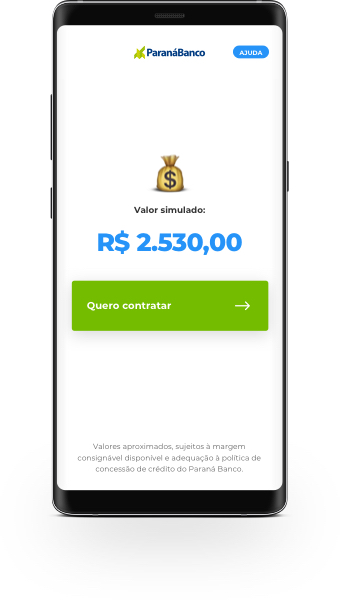 ParanáBanco
AJUDA
Valor simulado:
R$ 2.530,00
Quero contratar
Valores aproximados, sujeitos à margem
consignável disponível e adequação à política de
concessão de crédito do Paraná Banco.